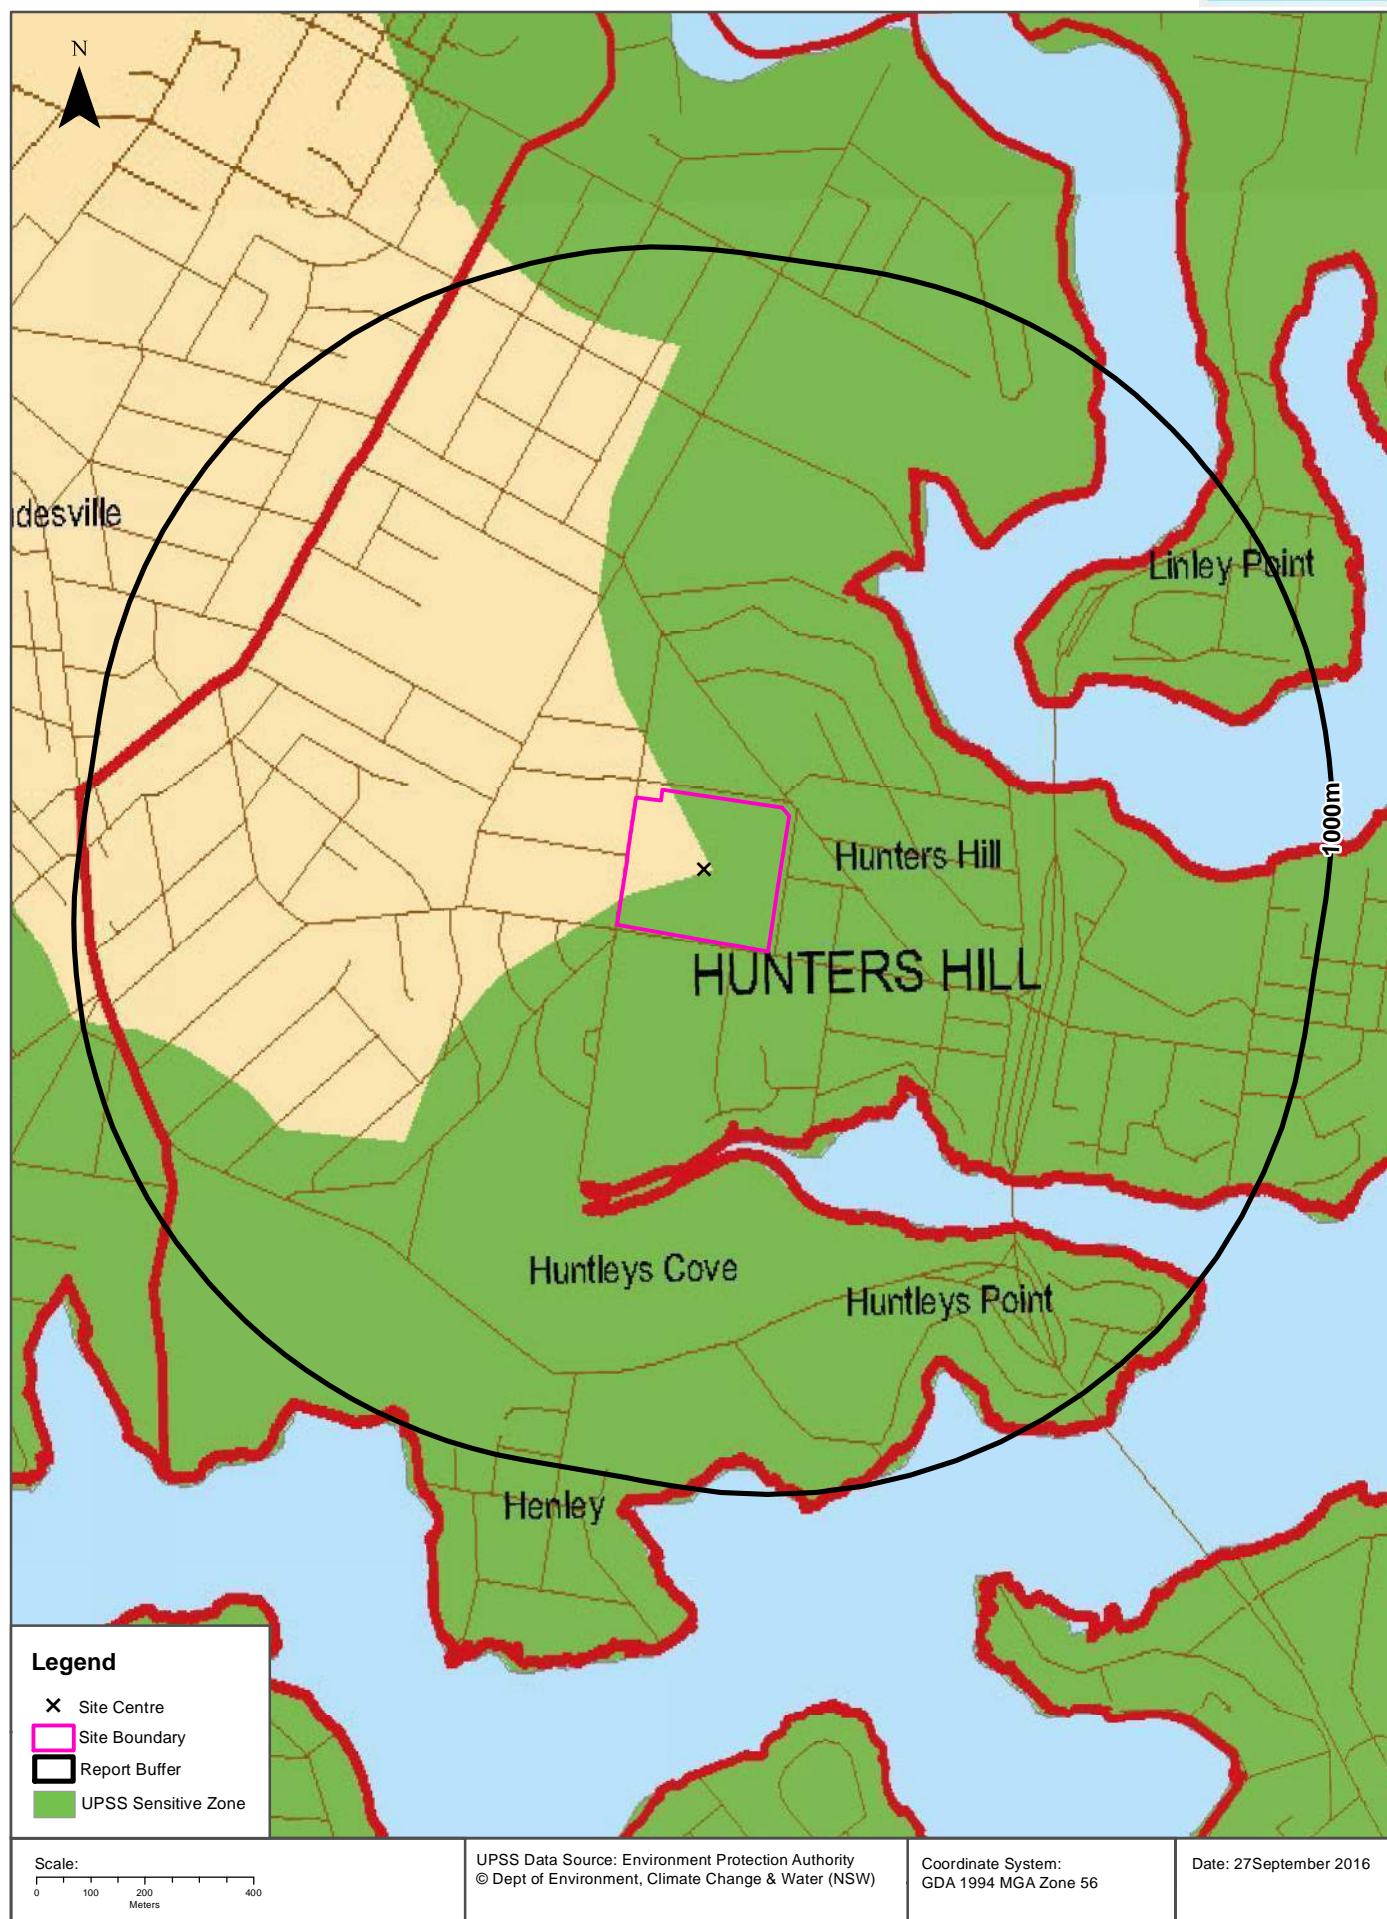 N
desville
Linley Point
1000m
Hunters Hill
HUNTERS HILL
Huntleys Cove
Huntleys Point
Henley
Legend
Site Centre
Site Boundary
Report Buffer
UPSS Sensitive Zone
Scale:
0 100 200 400
Meters
UPSS Data Source: Environment Protection Authority
© Dept of Environment, Climate Change & Water (NSW)
Coordinate System:
GDA 1994 MGA Zone 56
Date: 27September 2016